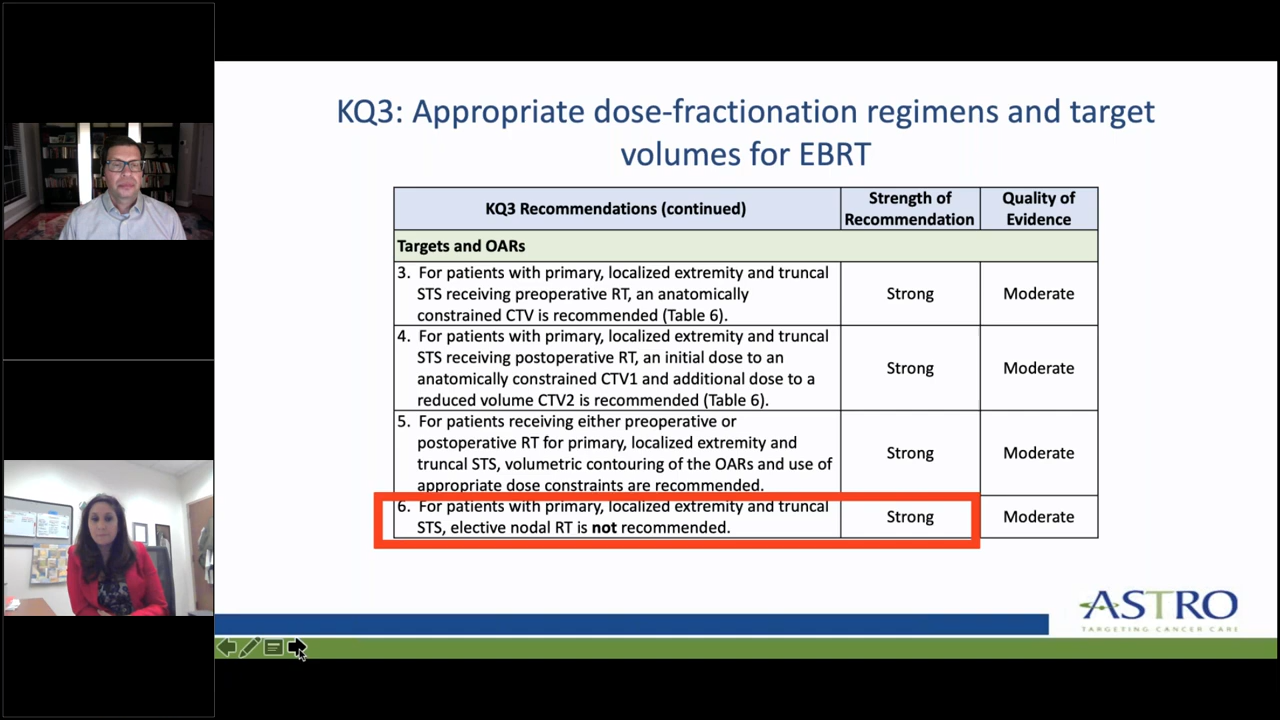 KQ3: Appropriate dose-fractionation regimens and target
volumes for EBRT
KQ3 Recommendations (continued)
Strength of
Recommendation
Quality of
Evidence
Targets and OARs
3. For patients with primary, localized extremity and truncal
STS receiving preoperative RT, an anatomically
constrained CTV is recommended (Table 6).
Strong
Moderate
4. For patients with primary, localized extremity and truncal
STS receiving postoperative RT, an initial dose to an
anatomically constrained CTV1 and additional dose to a
reduced volume CTV2 is recommended (Table 6).
Strong
Moderate
5. For patients receiving either preoperative or
postoperative RT for primary, localized extremity and
truncal STS, volumetric contouring of the OARs and use of
appropriate dose constraints are recommended.
Strong
Moderate
6. For patients with primary, localized extremity and truncal
STS, elective nodal RT is not recommended.
Strong
Moderate
ASTRO
TARGETING CANCER CARE